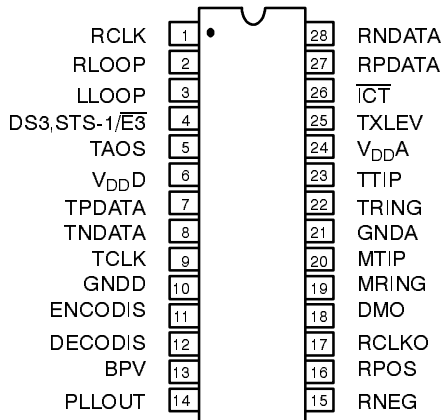 RCLK 1 28 RNDATA
RLOOP 2 27 RPDATA
LLOOP 3 26 ICT
DS3,STS-1/E3 4 25 TXLEV
TAOS 5 24 VDDA
VDDD 6 23 TTIP
TPDATA 7 22 TRING
TNDATA 8 21 GNDA
TCLK 9 20 MTIP
GNDD 10 19 MRING
ENCODIS 11 18 DMO
DECODIS 12 17 RCLKO
BPV 13 16 RPOS
PLLOUT 14 15 RNEG